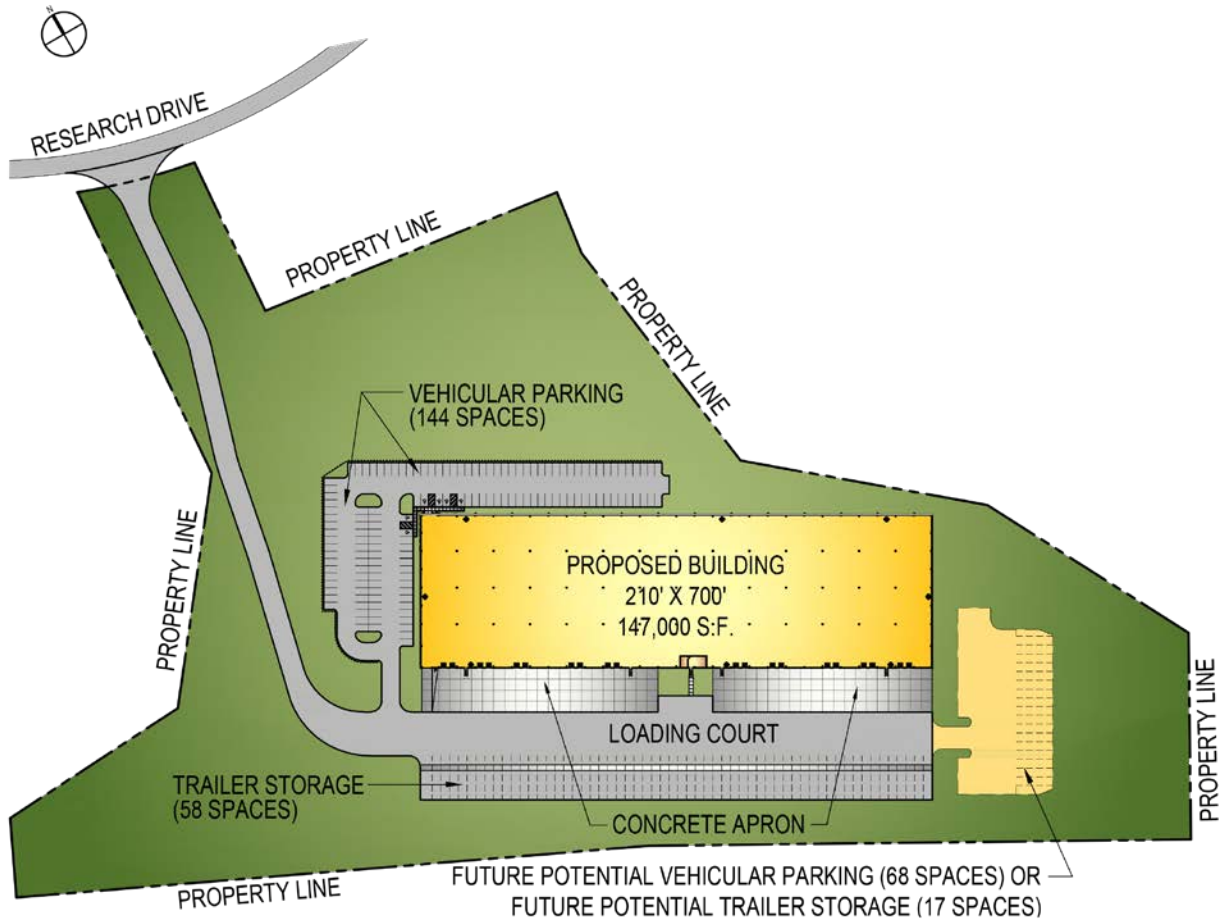 N
RESEARCH DRIVE
PROPERTY LINE
PROPERTY LINE
VEHICULAR PARKING
(144 SPACES)
PROPERTY LINE
PROPOSED BUILDING
210' X 700'
147,000 S.F.
PROPERTY LINE
LOADING COURT
TRAILER STORAGE
(58 SPACES)
CONCRETE APRON
PROPERTY LINE
FUTURE POTENTIAL VEHICULAR PARKING (68 SPACES) OR
FUTURE POTENTIAL TRAILER STORAGE (17 SPACES)